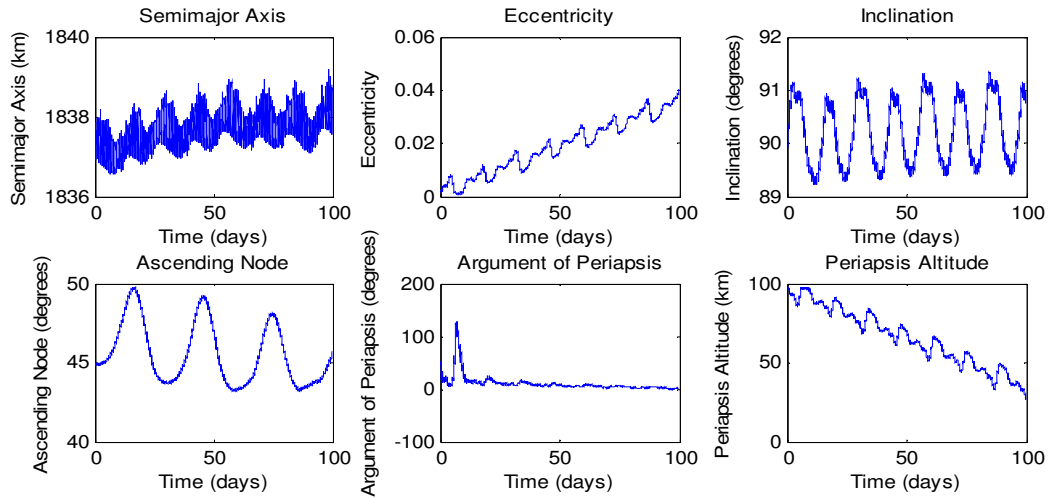 Semimajor Axis
Semimajor Axis (km)
1840
1838
1836
0
50
100
Time (days)
Eccentricity
Eccentricity
0.06
0.04
0.02
0
0
50
100
Time (days)
Inclination
Inclination (degrees)
92
91
90
89
0
50
100
Time (days)
Ascending Node
Ascending Node (degrees)
50
45
40
0
50
100
Time (days)
Argument of Periapsis
Argument of Periapsis (degrees)
200
100
0
-100
0
50
100
Time (days)
Periapsis Altitude
Periapsis Altitude (km)
100
50
0
0
50
100
Time (days)